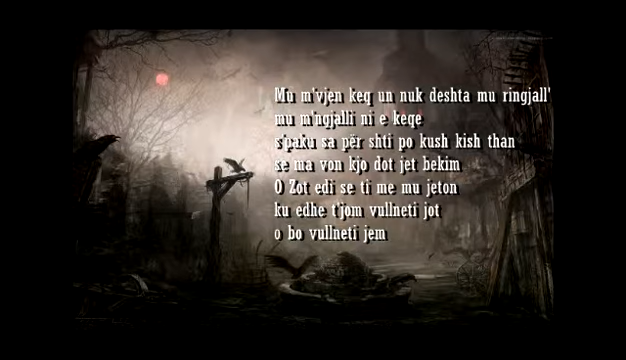 Mu m'vjen keq un nuk deshta mu ringjall'
mu m'ngjalli ni e keqe
s'paku sa për shti po kush kish than
se ma von kjo dot jet bekim
O Zot edi se ti me mu jeton
ku edhe t'jom vullneti jot
o bo vullneti jem